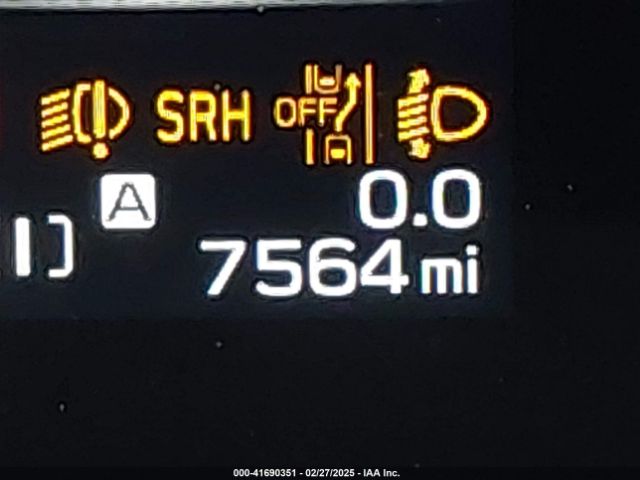 SRH OFF
A 0.0
7564 mi
000-41690351 - 02/27/2025 - IAA Inc.